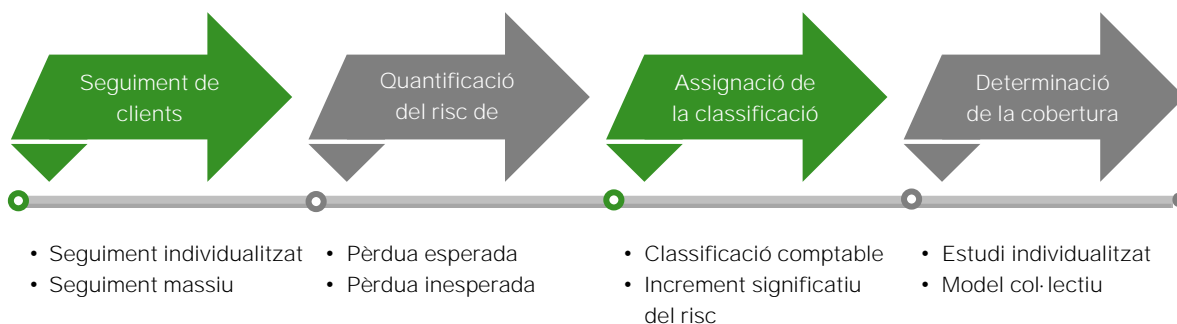 Seguiment de
clients
Quantificació
del risc de
Assignació de
la classificació
Determinació
de la cobertura
• Seguiment individualitzat
• Seguiment massiu
• Pèrdua esperada
• Pèrdua inesperada
• Classificació comptable
• Increment significatiu
del risc
• Estudi individualitzat
• Model col·lectiu